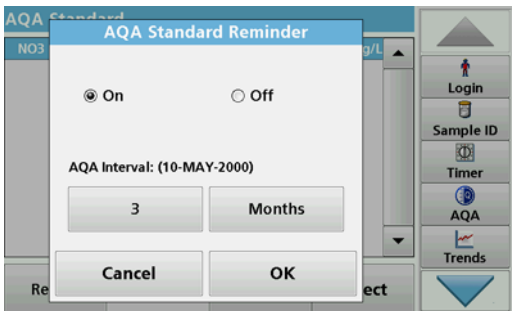 AQA Standard
AQA Standard Reminder
NO3
g/L
On
Off
AQA Interval: (10-MAY-2000)
3
Months
Cancel
OK
Re
ect
Login
Sample ID
Timer
AQA
Trends